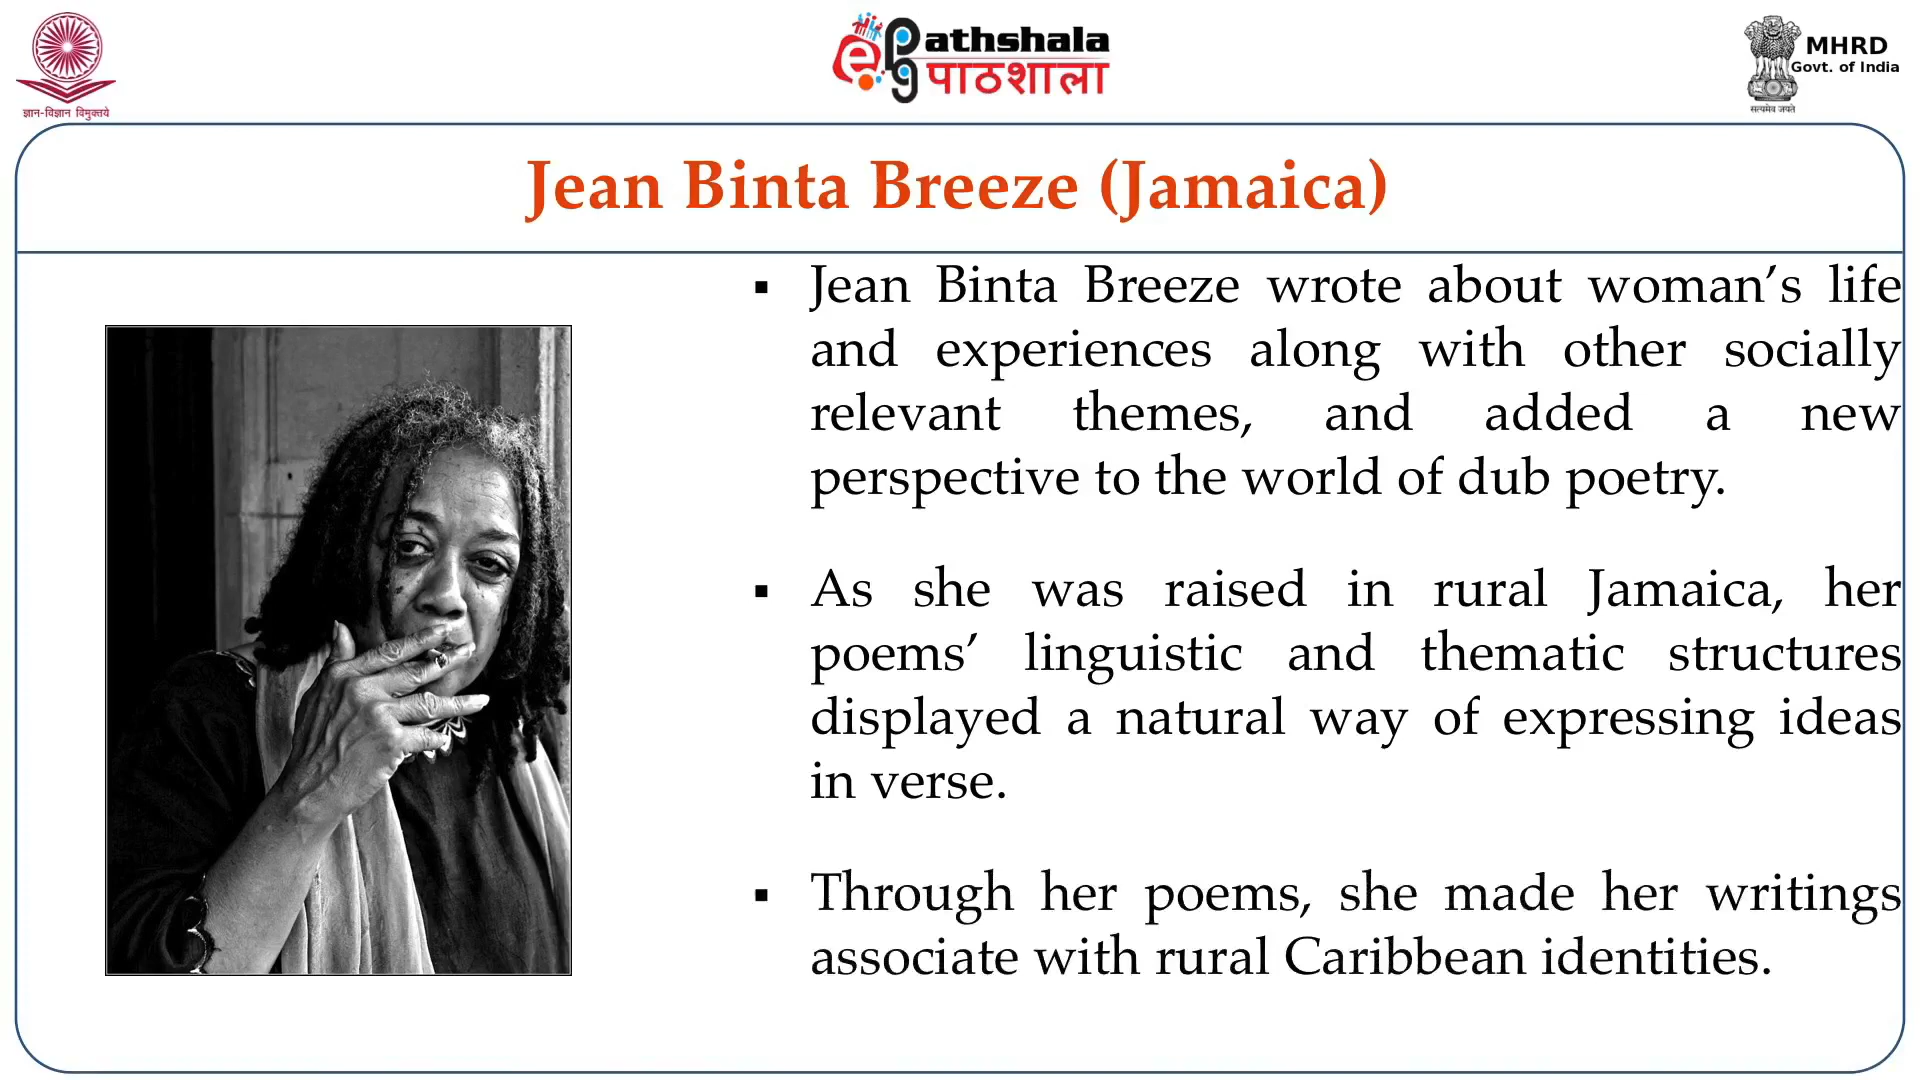 ज्ञान-विज्ञान विमुक्तये
ePg
athshala
पाठशाला
MHRD
Govt. of India
सत्यमेव जयते
Jean Binta Breeze (Jamaica)
▪ Jean Binta Breeze wrote about woman’s life
and experiences along with other socially
relevant themes, and added a new
perspective to the world of dub poetry.
▪ As she was raised in rural Jamaica, her
poems’ linguistic and thematic structures
displayed a natural way of expressing ideas
in verse.
▪ Through her poems, she made her writings
associate with rural Caribbean identities.